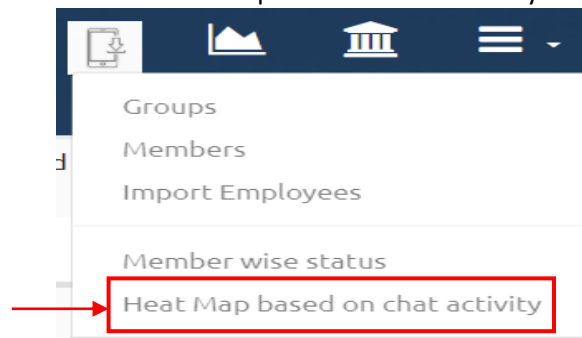 Groups
d
Members
Import Employees
Member wise status
Heat Map based on chat activity